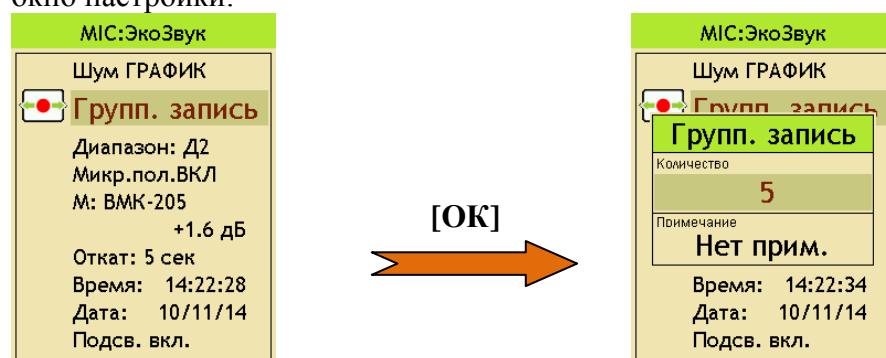 окно настройки:
MIC:ЭкоЗвук
Шум ГРАФИК
Групп. запись
Диапазон: Д2
Микр.пол.ВКЛ
М: ВМК-205
+1.6 дБ
Откат: 5 сек
Время: 14:22:28
Дата: 10/11/14
Подсв. вкл.
[ОК]
MIC:ЭкоЗвук
Шум ГРАФИК
Групп. запись
Групп. запись
Количество
5
Примечание
Нет прим.
Время: 14:22:34
Дата: 10/11/14
Подсв. вкл.